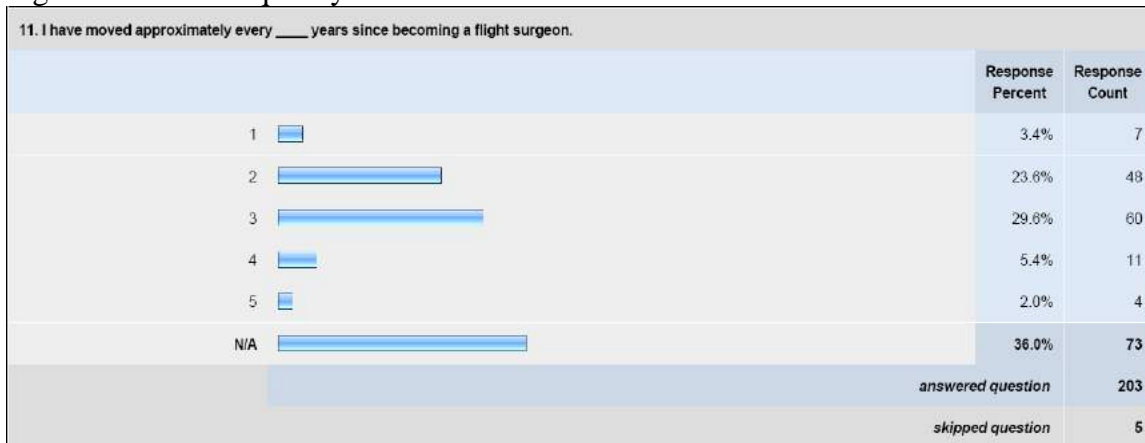 11. I have moved approximately every ____ years since becoming a flight surgeon.
Response Percent Response Count
1 3.4% 7
2 23.6% 48
3 29.6% 60
4 5.4% 11
5 2.0% 4
N/A 36.0% 73
answered question 203
skipped question 5